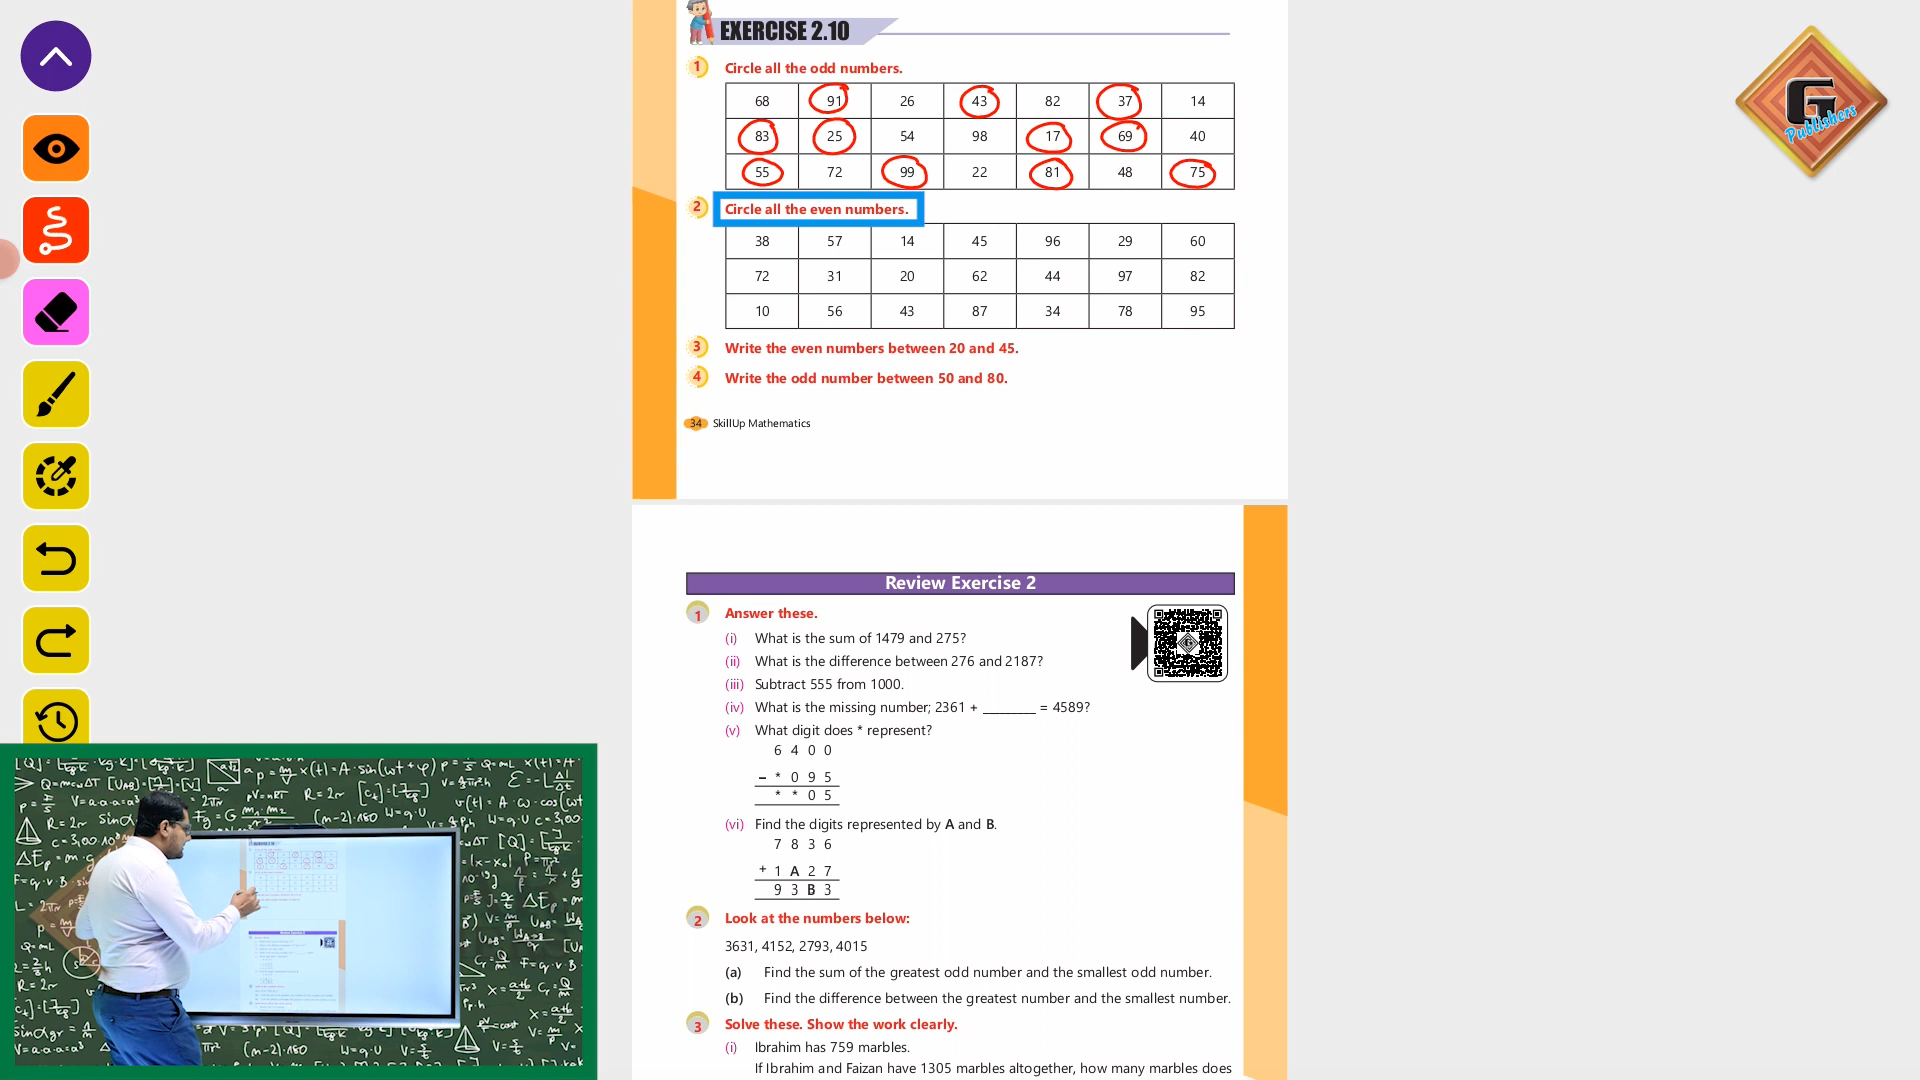 EXERCISE 2.10
1 Circle all the odd numbers.
68 91 26 43 82 37 14
83 25 54 98 17 69 40
55 72 99 22 81 48 75
2 Circle all the even numbers.
38 57 14 45 96 29 60
72 31 20 62 44 97 82
10 56 43 87 34 78 95
3 Write the even numbers between 20 and 45.
4 Write the odd number between 50 and 80.
34 SkillUp Mathematics
G
Publishers
Review Exercise 2
1 Answer these.
(i) What is the sum of 1479 and 275?
(ii) What is the difference between 276 and 2187?
(iii) Subtract 555 from 1000.
(iv) What is the missing number; 2361 + ________ = 4589?
(v) What digit does * represent?
6 4 0 0
– * 0 9 5
* * 0 5
(vi) Find the digits represented by A and B.
7 8 3 6
+ 1 A 2 7
9 3 B 3
2 Look at the numbers below:
3631, 4152, 2793, 4015
(a) Find the sum of the greatest odd number and the smallest odd number.
(b) Find the difference between the greatest number and the smallest number.
3 Solve these. Show the work clearly.
(i) Ibrahim has 759 marbles.
If Ibrahim and Faizan have 1305 marbles altogether, how many marbles does